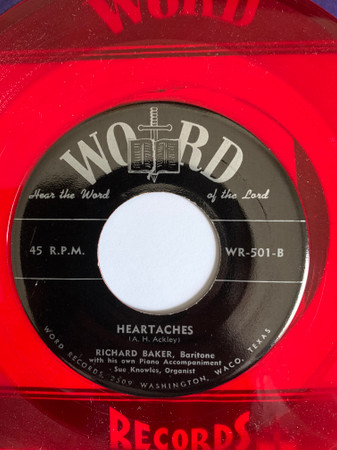 WORD
WORD
Hear the Word of the Lord
45 R.P.M. WR-501-B
HEARTACHES
(A. H. Ackley)
RICHARD BAKER, Baritone
with his own Piano Accompaniment
Sue Knowles, Organist
WORD RECORDS, 2509 WASHINGTON, WACO, TEXAS
RECORDS